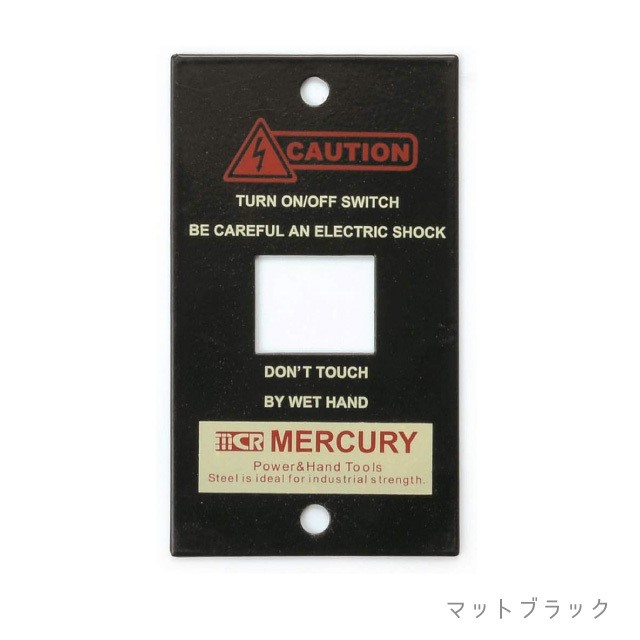 CAUTION
TURN ON/OFF SWITCH
BE CAREFUL AN ELECTRIC SHOCK
DON'T TOUCH
BY WET HAND
MCR MERCURY
Power&Hand Tools
Steel is ideal for industrial strength.
マットブラック